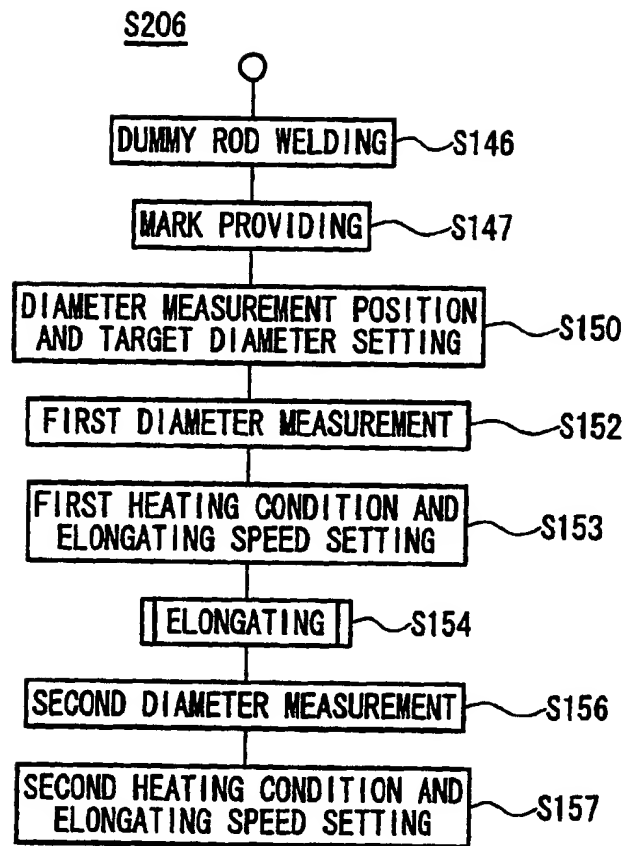 S206
DUMMY ROD WELDING
S146
MARK PROVIDING
S147
DIAMETER MEASUREMENT POSITION
AND TARGET DIAMETER SETTING
S150
FIRST DIAMETER MEASUREMENT
S152
FIRST HEATING CONDITION AND
ELONGATING SPEED SETTING
S153
ELONGATING
S154
SECOND DIAMETER MEASUREMENT
S156
SECOND HEATING CONDITION AND
ELONGATING SPEED SETTING
S157